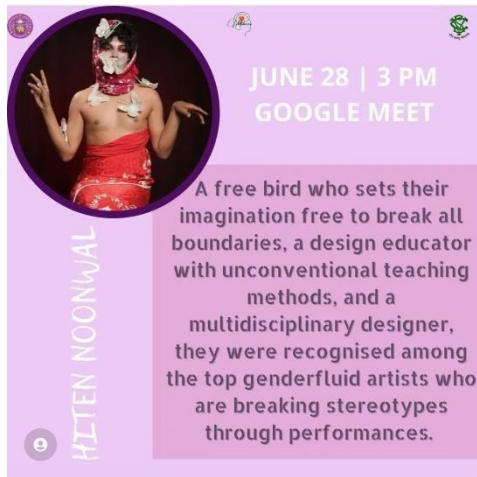 JUNE 28 | 3 PM
GOOGLE MEET
A free bird who sets their
imagination free to break all
boundaries, a design educator
with unconventional teaching
methods, and a
multidisciplinary designer,
they were recognised among
the top genderfluid artists who
are breaking stereotypes
through performances.
HITEN NOONWAL